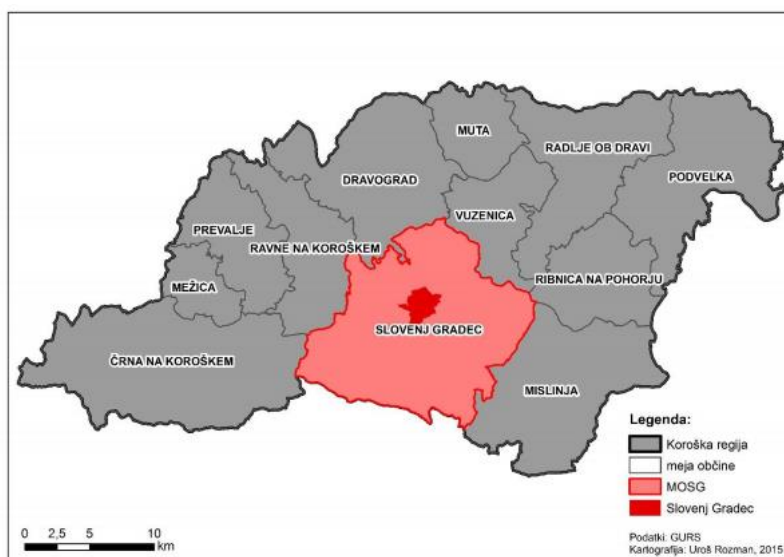 MUTA
RADLJE OB DRAVI
DRAVOGRAD
PODVELKA
VUZENICA
PREVALJE
RAVNE NA KOROŠKEM
RIBNICA NA POHORJU
MEŽICA
SLOVENJ GRADEC
ČRNA NA KOROŠKEM
MISLINJA
Legenda:
Koroška regija
meja občine
MOSG
Slovenj Gradec
0 2,5 5 10
km
Podatki: GURS
Kartografija: Uroš Rozman, 2015